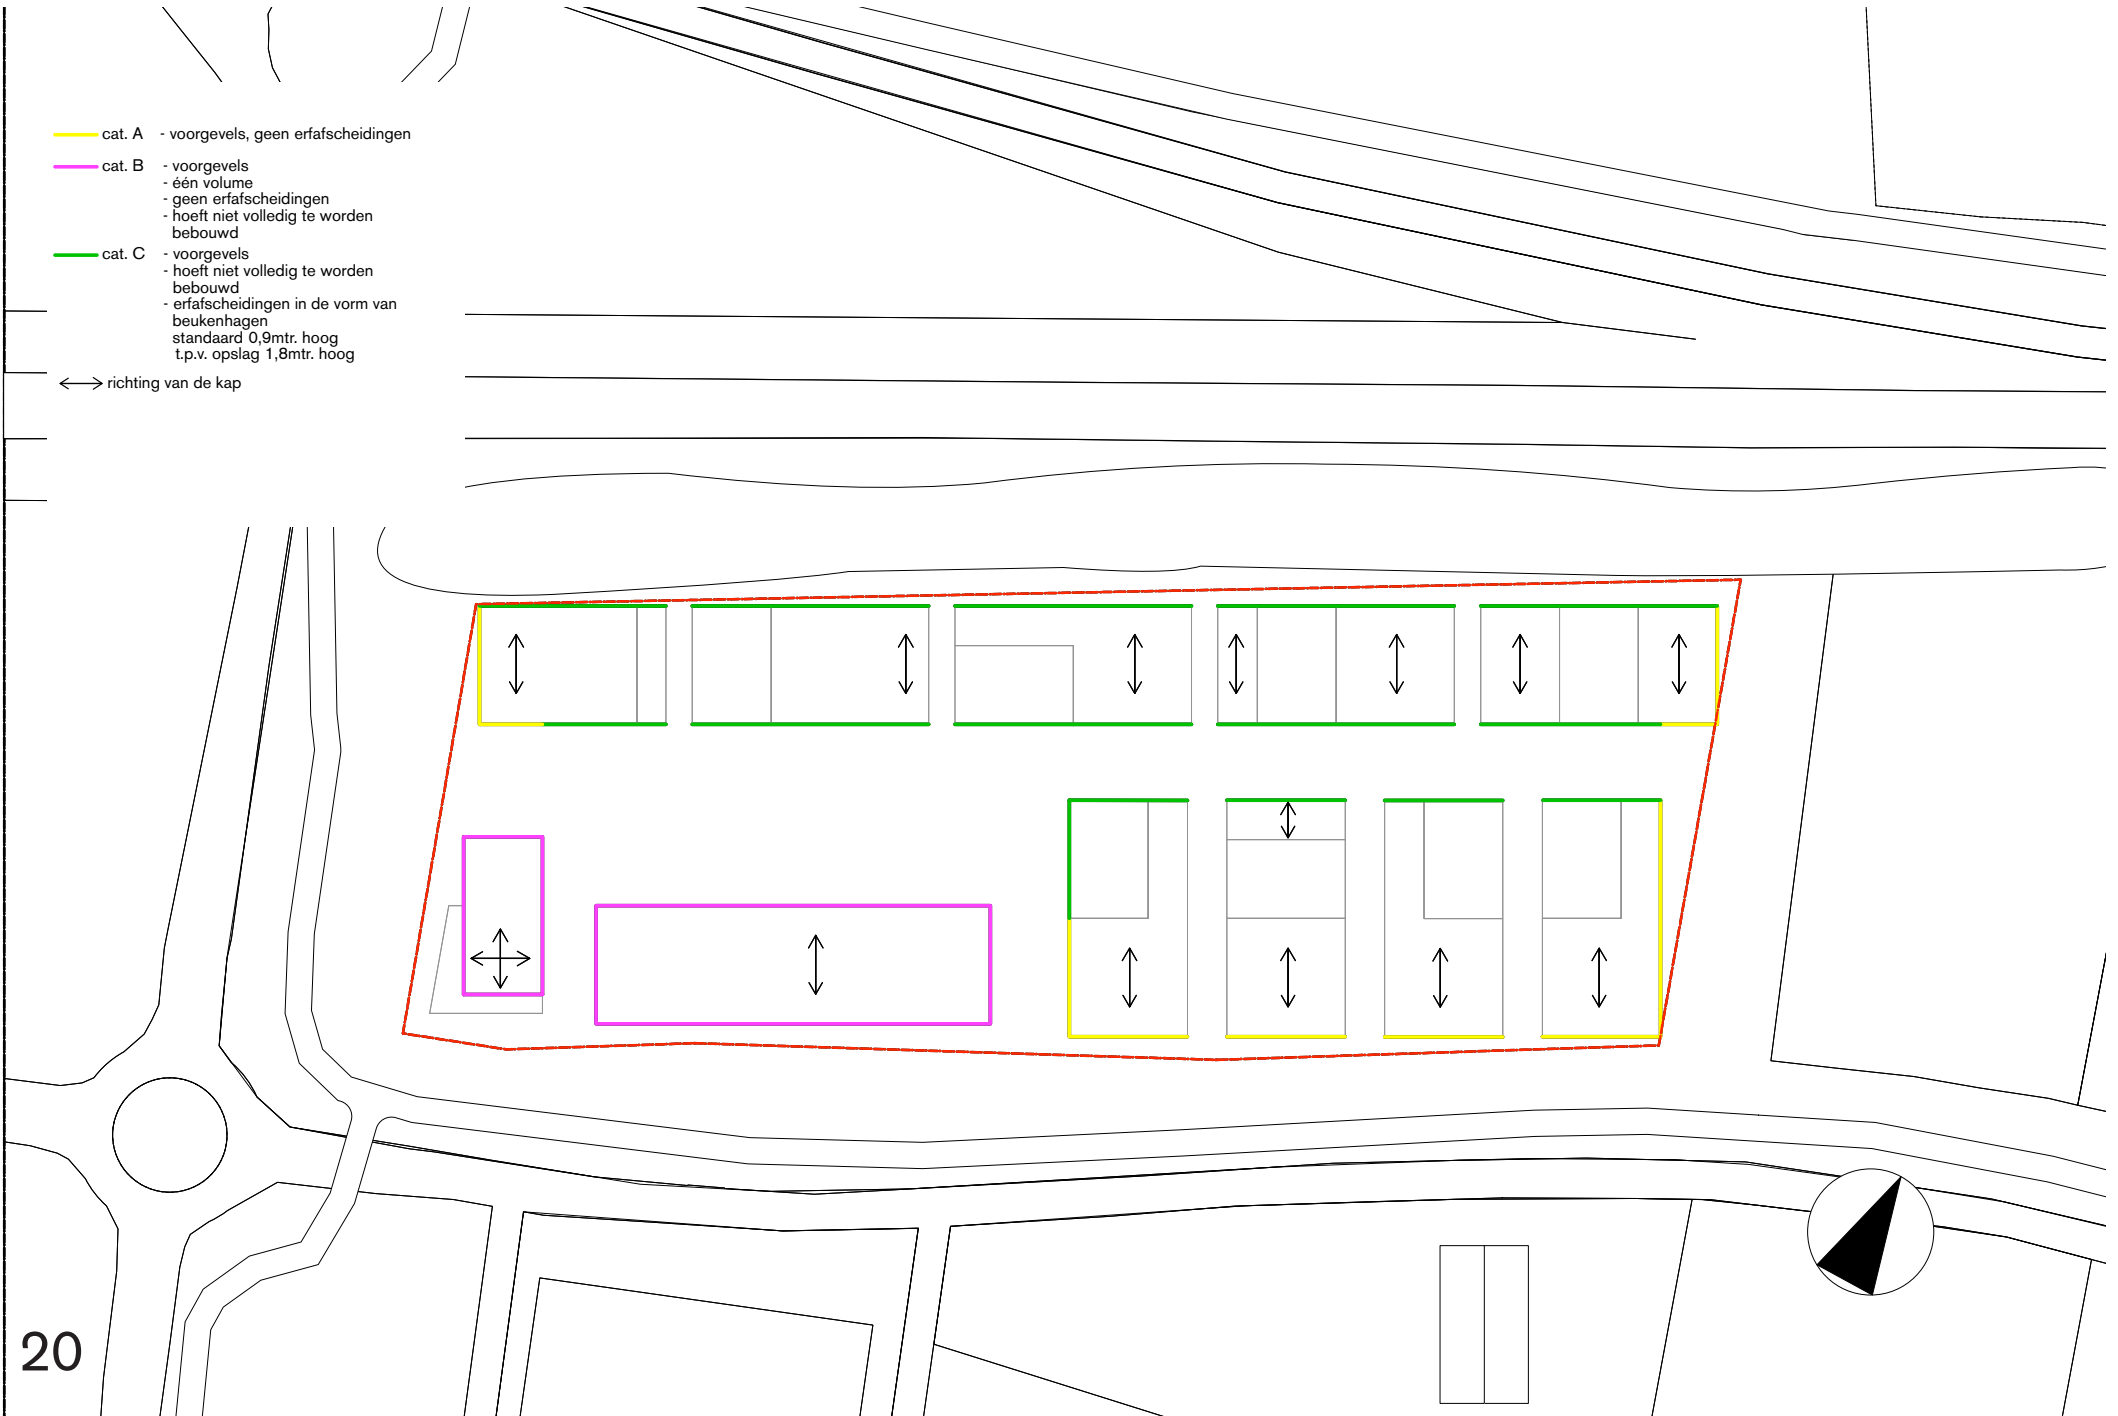 cat. A - voorgevels, geen erfafscheidingen
cat. B - voorgevels
- één volume
- geen erfafscheidingen
- hoeft niet volledig te worden
bebouwd
cat. C - voorgevels
- hoeft niet volledig te worden
bebouwd
- erfafscheidingen in de vorm van
beukenhagen
standaard 0,9mtr. hoog
t.p.v. opslag 1,8mtr. hoog
richting van de kap
20